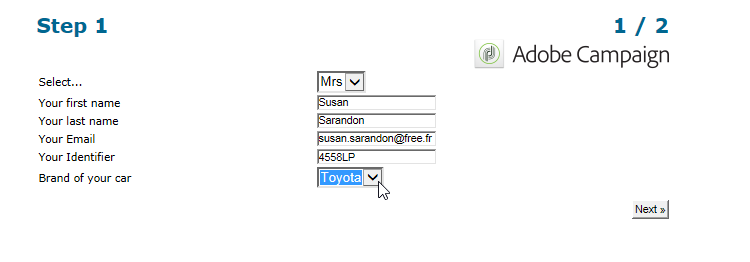 Step 1 1 / 2
Adobe Campaign
Select... Mrs
Your first name Susan
Your last name Sarandon
Your Email susan.sarandon@free.fr
Your Identifier 4558LP
Brand of your car Toyota
Next »